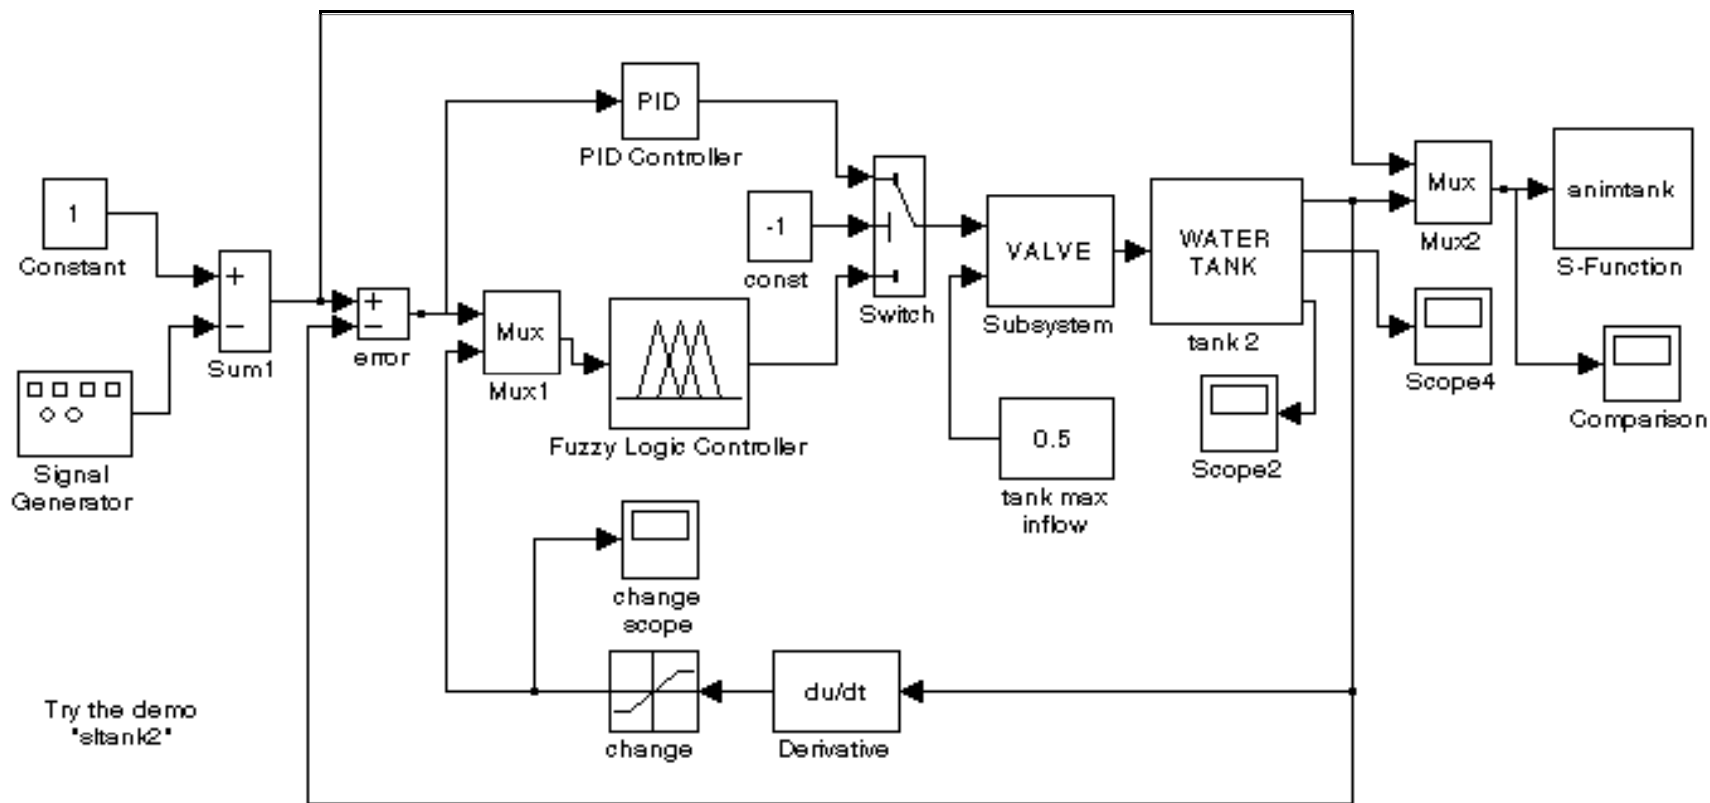 PID
PID Controller
1
Constant
+
−
Sum1
Signal
Generator
+
−
error
Mux
Mux1
Fuzzy Logic Controller
-1
const
Switch
VALVE
Subsystem
0.5
tank max
inflow
WATER
TANK
tank 2
Scope2
Mux
Mux2
animtank
S-Function
Scope4
Comparison
change
scope
change
du/dt
Derivative
Try the demo
"sltank2"